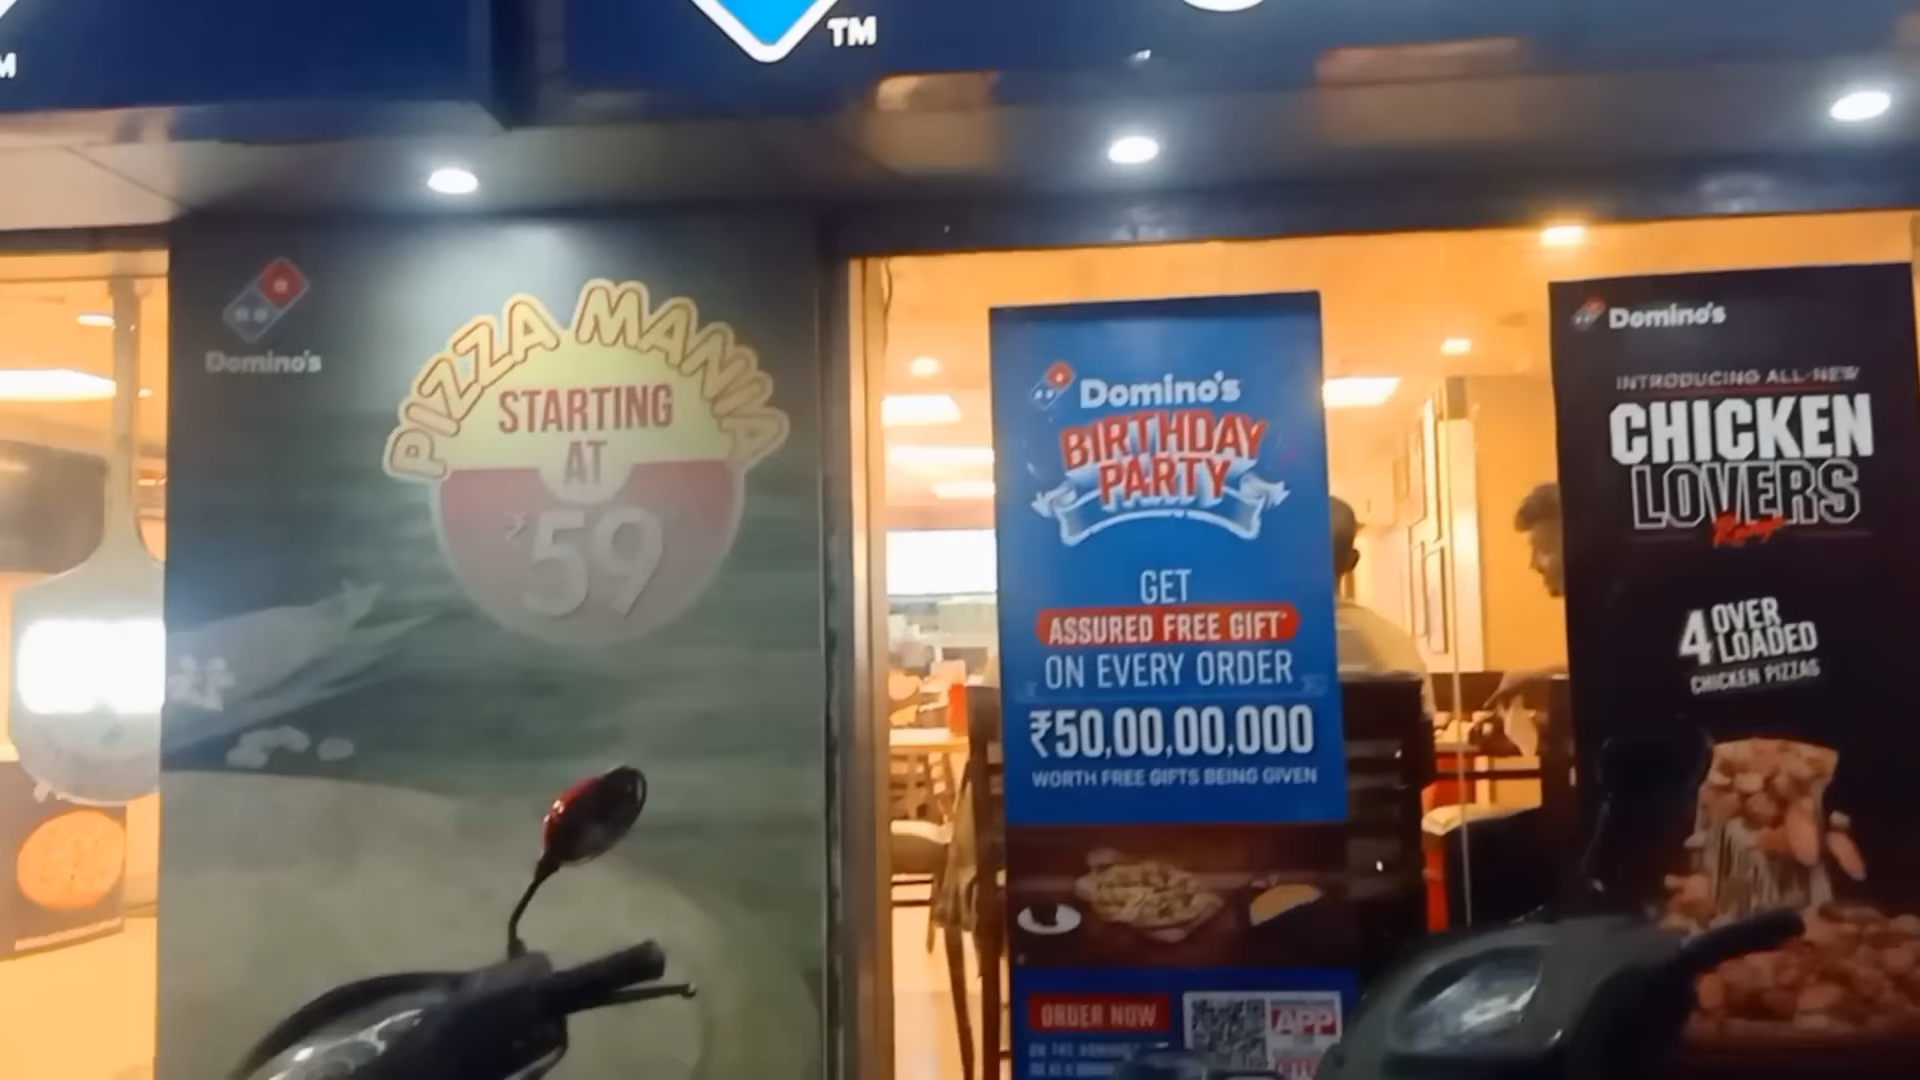 TM
Domino's
PIZZA MANIA
STARTING
AT
₹59
Domino's
BIRTHDAY
PARTY
GET
ASSURED FREE GIFT*
ON EVERY ORDER
₹50,00,00,000
WORTH FREE GIFTS BEING GIVEN
ORDER NOW
APP
Domino's
INTRODUCING ALL-NEW
CHICKEN
LOVERS
Range
4 OVER
LOADED
CHICKEN PIZZAS